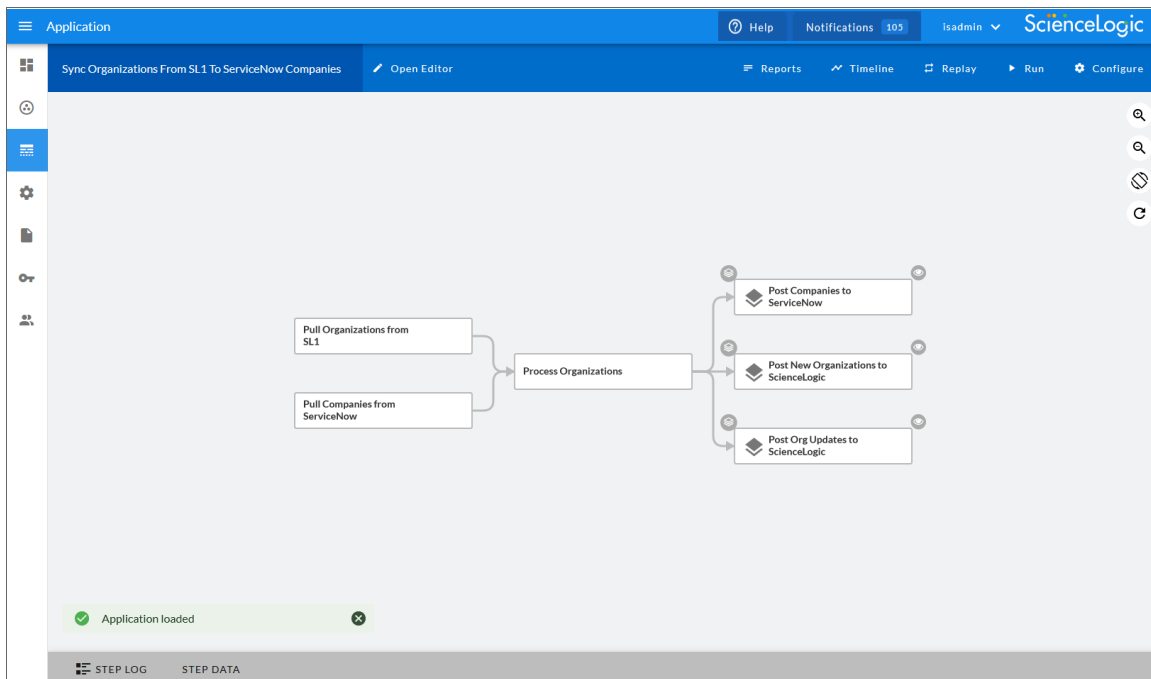 Application
Help
Notifications 105
isadmin
ScienceLogic
Sync Organizations From SL1 To ServiceNow Companies
Open Editor
Reports
Timeline
Replay
Run
Configure
Pull Organizations from
SL1
Pull Companies from
ServiceNow
Process Organizations
Post Companies to
ServiceNow
Post New Organizations to
ScienceLogic
Post Org Updates to
ScienceLogic
Application loaded
STEP LOG
STEP DATA